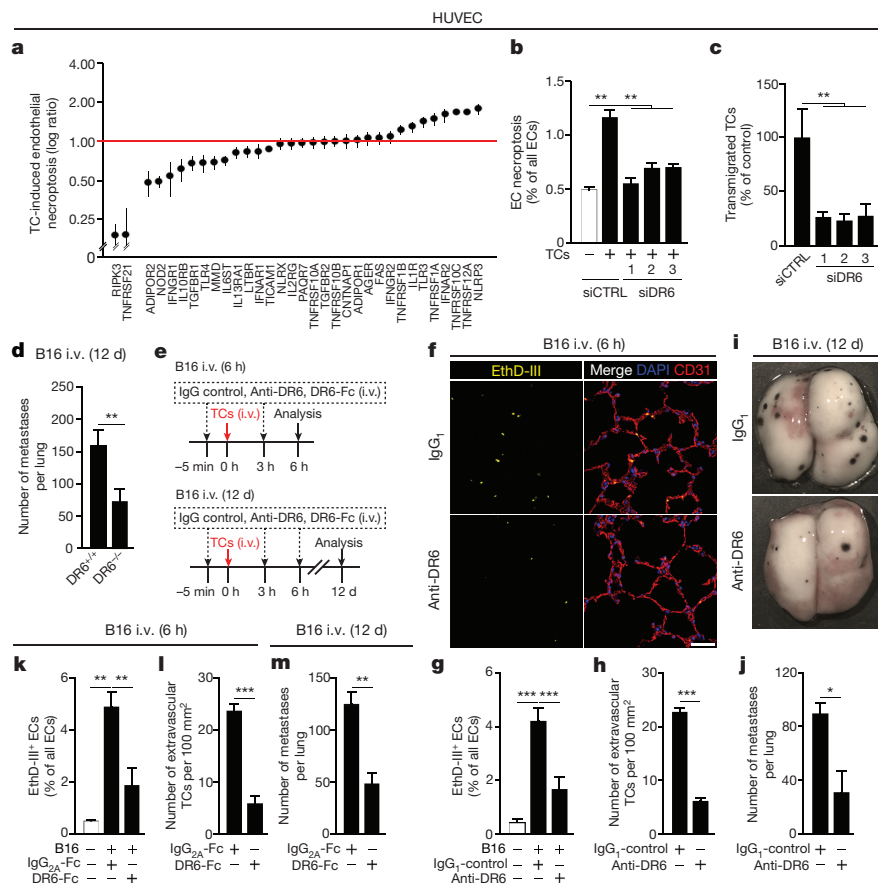 HUVEC
a
TC-induced endothelial
necroptosis (log ratio)
4.00
2.00
1.00
0.50
0.25
0
RIPK3
TNFRSF21
ADIPOR2
NOD2
IFNGR1
IL10RB
TGFBR1
TLR4
MMD
IL6ST
IL13RA1
LTBR
IFNAR1
TICAM1
NLRX
IL2RG
PAQR7
TNFRSF10A
TGFBR2
TNFRSF10B
CNTNAP1
ADIPOR1
AGER
FAS
IFNGR2
TNFRSF1B
IL1R
TLR3
TNFRSF1A
IFNAR2
TNFRSF10C
TNFRSF12A
NLRP3
b
EC necroptosis
(% of all ECs)
1.5
1.0
0.5
0
** **
TCs – + + + +
1 2 3
siCTRL siDR6
c
Transmigrated TCs
(% of control)
150
100
50
0
**
siCTRL
1 2 3
siDR6
d
B16 i.v. (12 d)
Number of metastases
per lung
250
200
150
100
50
0
**
DR6+/+
DR6–/–
e
B16 i.v. (6 h)
IgG control, Anti-DR6, DR6-Fc (i.v.)
TCs (i.v.) Analysis
–5 min 0 h 3 h 6 h
B16 i.v. (12 d)
IgG control, Anti-DR6, DR6-Fc (i.v.)
TCs (i.v.) Analysis
–5 min 0 h 3 h 6 h 12 d
f
B16 i.v. (6 h)
EthD-III Merge DAPI CD31
IgG1
Anti-DR6
i
B16 i.v. (12 d)
IgG1
Anti-DR6
B16 i.v. (6 h)
B16 i.v. (12 d)
k
EthD-III+ ECs
(% of all ECs)
6
4
2
0
** **
B16 – + +
IgG2A-Fc – + –
DR6-Fc – – +
l
Number of extravascular
TCs per 100 mm2
30
20
10
0
***
IgG2A-Fc + –
DR6-Fc – +
m
Number of metastases
per lung
150
100
50
0
**
IgG2A-Fc + –
DR6-Fc – +
g
EthD-III+ ECs
(% of all ECs)
6
4
2
0
*** ***
B16 – + +
IgG1-control – + –
Anti-DR6 – – +
h
Number of extravascular
TCs per 100 mm2
30
20
10
0
***
IgG1-control + –
Anti-DR6 – +
j
Number of metastases
per lung
120
80
40
0
*
IgG1-control + –
Anti-DR6 – +